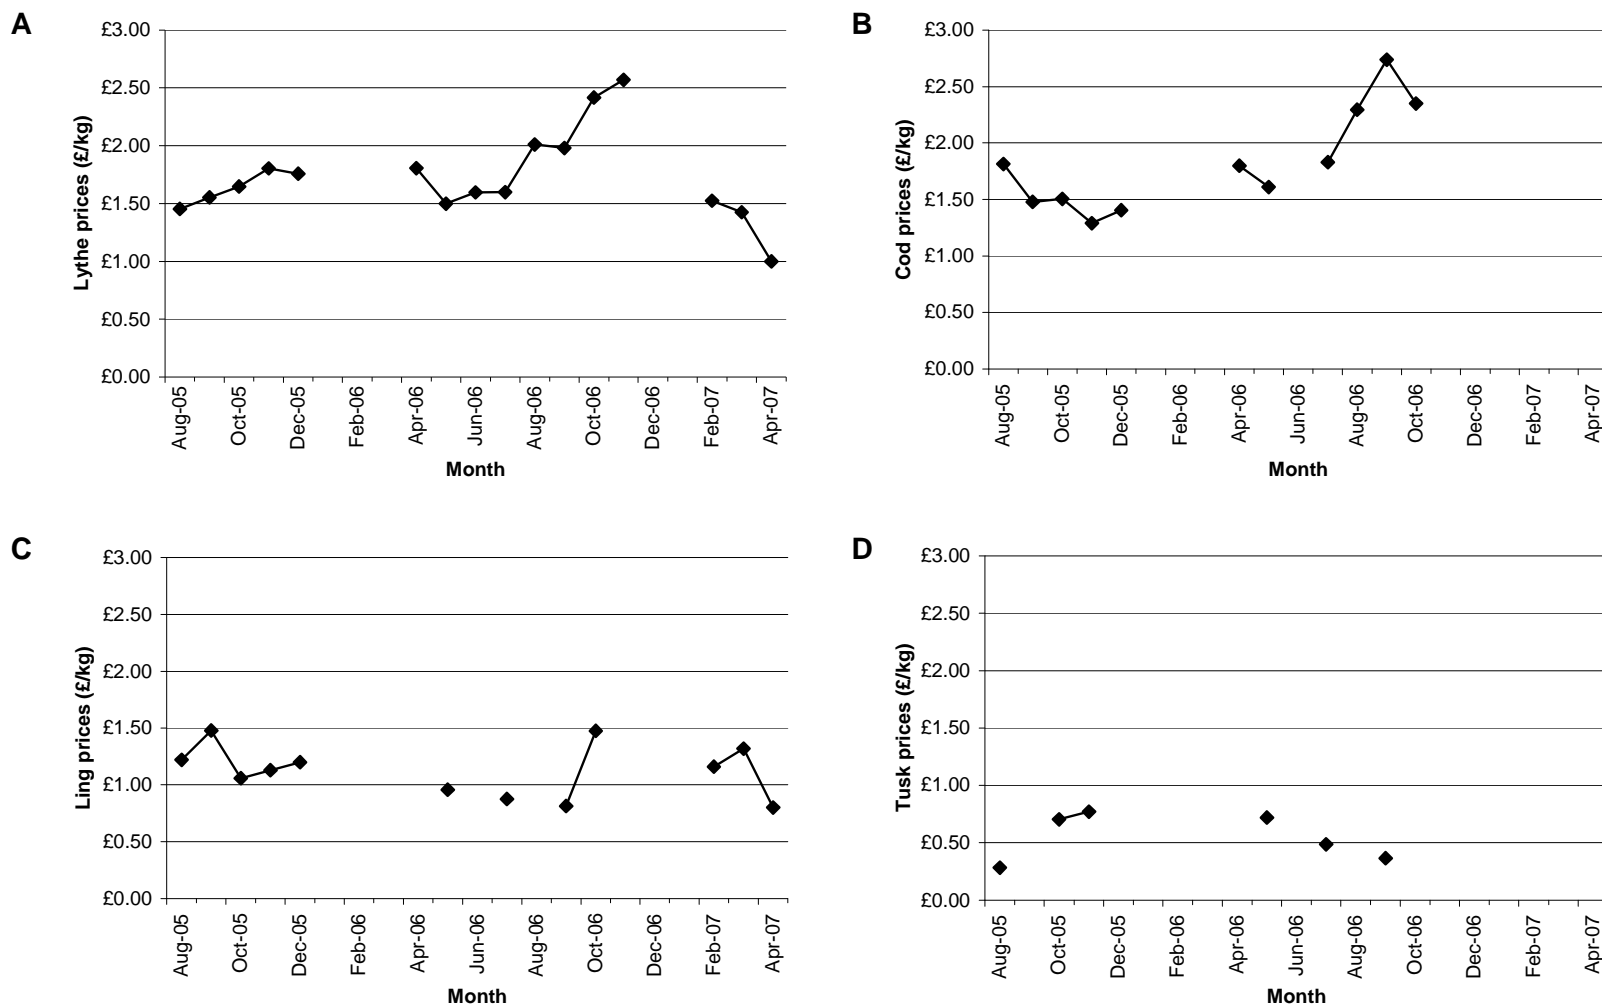 A
Lythe prices (£/kg)
£3.00
£2.50
£2.00
£1.50
£1.00
£0.50
£0.00
Aug-05
Oct-05
Dec-05
Feb-06
Apr-06
Jun-06
Aug-06
Oct-06
Dec-06
Feb-07
Apr-07
Month
B
Cod prices (£/kg)
£3.00
£2.50
£2.00
£1.50
£1.00
£0.50
£0.00
Aug-05
Oct-05
Dec-05
Feb-06
Apr-06
Jun-06
Aug-06
Oct-06
Dec-06
Feb-07
Apr-07
Month
C
Ling prices (£/kg)
£3.00
£2.50
£2.00
£1.50
£1.00
£0.50
£0.00
Aug-05
Oct-05
Dec-05
Feb-06
Apr-06
Jun-06
Aug-06
Oct-06
Dec-06
Feb-07
Apr-07
Month
D
Tusk prices (£/kg)
£3.00
£2.50
£2.00
£1.50
£1.00
£0.50
£0.00
Aug-05
Oct-05
Dec-05
Feb-06
Apr-06
Jun-06
Aug-06
Oct-06
Dec-06
Feb-07
Apr-07
Month